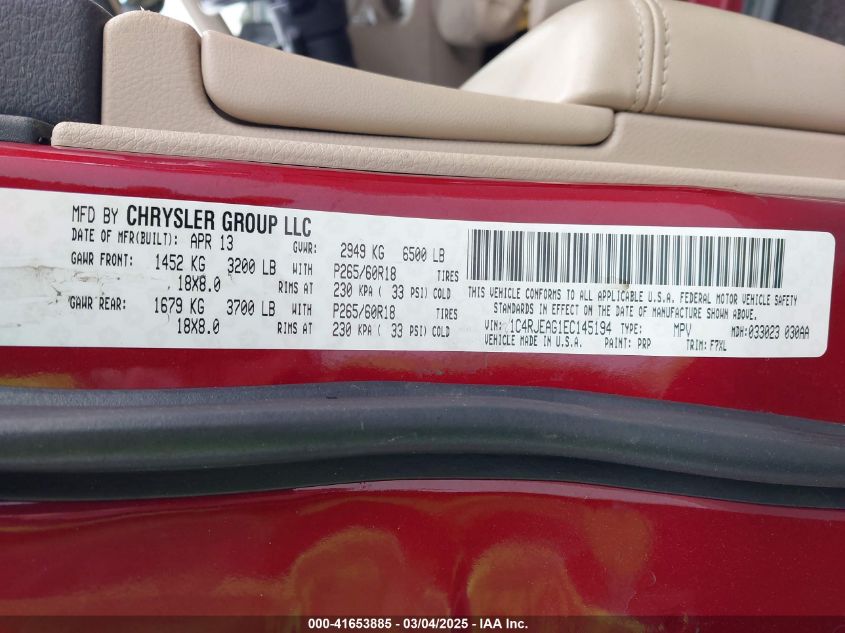 MFD BY CHRYSLER GROUP LLC
DATE OF MFR(BUILT): APR 13 GVWR: 2949 KG 6500 LB
GAWR FRONT: 1452 KG 3200 LB WITH P265/60R18 TIRES
18X8.0 RIMS AT 230 KPA ( 33 PSI) COLD
GAWR REAR: 1679 KG 3700 LB WITH P265/60R18 TIRES
18X8.0 RIMS AT 230 KPA ( 33 PSI) COLD
THIS VEHICLE CONFORMS TO ALL APPLICABLE U.S.A. FEDERAL MOTOR VEHICLE SAFETY
STANDARDS IN EFFECT ON THE DATE OF MANUFACTURE SHOWN ABOVE.
VIN: 1C4RJEAG1EC145194 TYPE: MPV MDH: 033023 030AA
VEHICLE MADE IN U.S.A. PAINT: PRP TRIM: F7XL
000-41653885 - 03/04/2025 - IAA Inc.